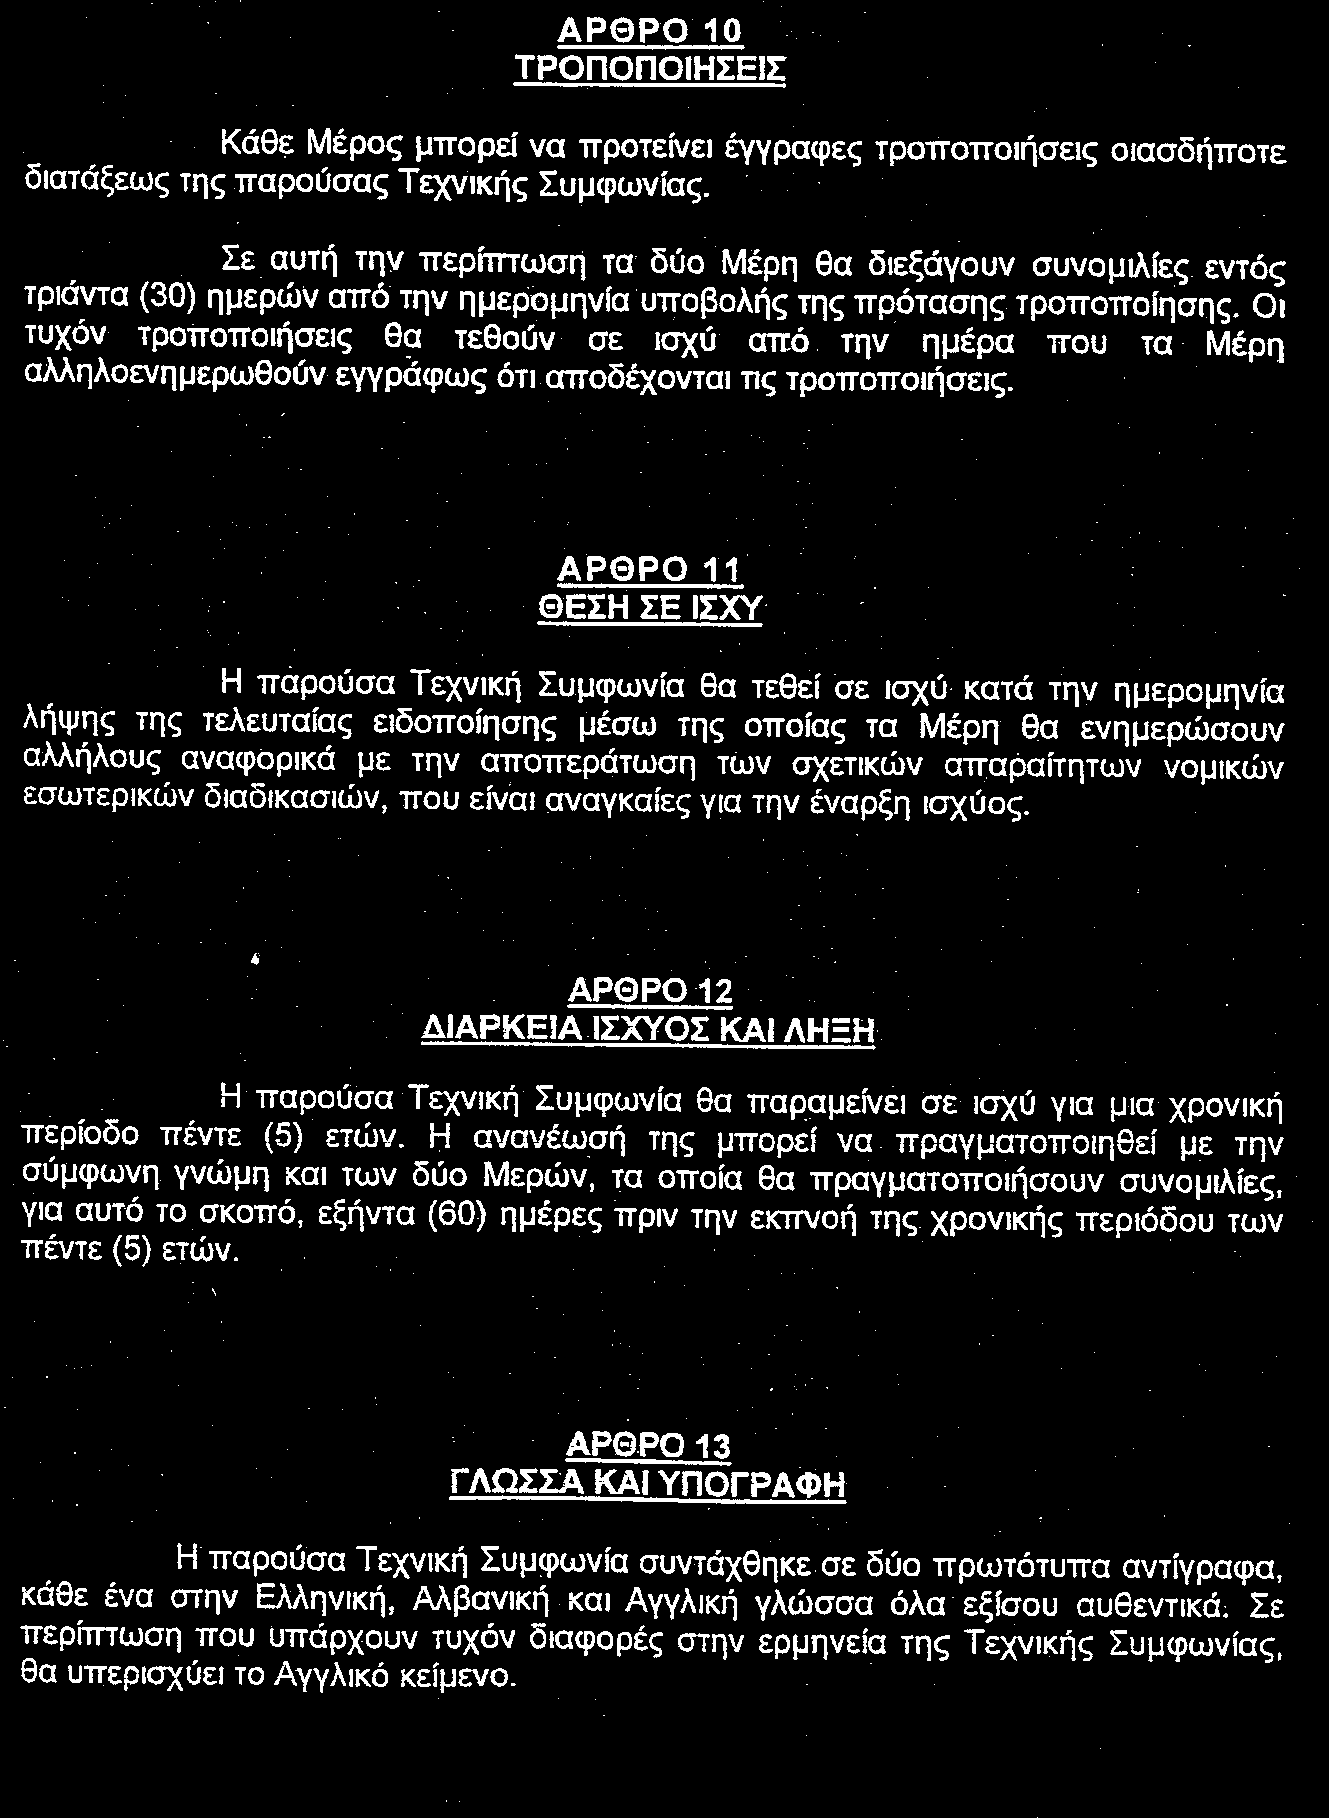 ΑΡΘΡΟ 10
ΤΡΟΠΟΠΟΙΗΣΕΙΣ
Κάθε Μέρος μπορεί να προτείνει έγγραφες τροποποιήσεις οιασδήποτε
διατάξεως της παρούσας Τεχνικής Συμφωνίας.
Σε αυτή την περίπτωση τα δύο Μέρη θα διεξάγουν συνομιλίες εντός
τριάντα (30) ημερών από την ημερομηνία υποβολής της πρότασης τροποποίησης. Οι
τυχόν τροποποιήσεις θα τεθούν σε ισχύ από την ημέρα που τα Μέρη
αλληλοενημερωθούν εγγράφως ότι αποδέχονται τις τροποποιήσεις.
ΑΡΘΡΟ 11
ΘΕΣΗ ΣΕ ΙΣΧΥ
Η παρούσα Τεχνική Συμφωνία θα τεθεί σε ισχύ κατά την ημερομηνία
λήψης της τελευταίας ειδοποίησης μέσω της οποίας τα Μέρη θα ενημερώσουν
αλλήλους αναφορικά με την αποπεράτωση των σχετικών απαραίτητων νομικών
εσωτερικών διαδικασιών, που είναι αναγκαίες για την έναρξη ισχύος.
ΑΡΘΡΟ 12
ΔΙΑΡΚΕΙΑ ΙΣΧΥΟΣ ΚΑΙ ΛΗΞΗ
Η παρούσα Τεχνική Συμφωνία θα παραμείνει σε ισχύ για μια χρονική
περίοδο πέντε (5) ετών. Η ανανέωσή της μπορεί να πραγματοποιηθεί με την
σύμφωνη γνώμη και των δύο Μερών, τα οποία θα πραγματοποιήσουν συνομιλίες,
για αυτό το σκοπό, εξήντα (60) ημέρες πριν την εκπνοή της χρονικής περιόδου των
πέντε (5) ετών.
ΑΡΘΡΟ 13
ΓΛΩΣΣΑ ΚΑΙ ΥΠΟΓΡΑΦΗ
Η παρούσα Τεχνική Συμφωνία συντάχθηκε σε δύο πρωτότυπα αντίγραφα,
κάθε ένα στην Ελληνική, Αλβανική και Αγγλική γλώσσα όλα εξίσου αυθεντικά. Σε
περίπτωση που υπάρχουν τυχόν διαφορές στην ερμηνεία της Τεχνικής Συμφωνίας,
θα υπερισχύει το Αγγλικό κείμενο.